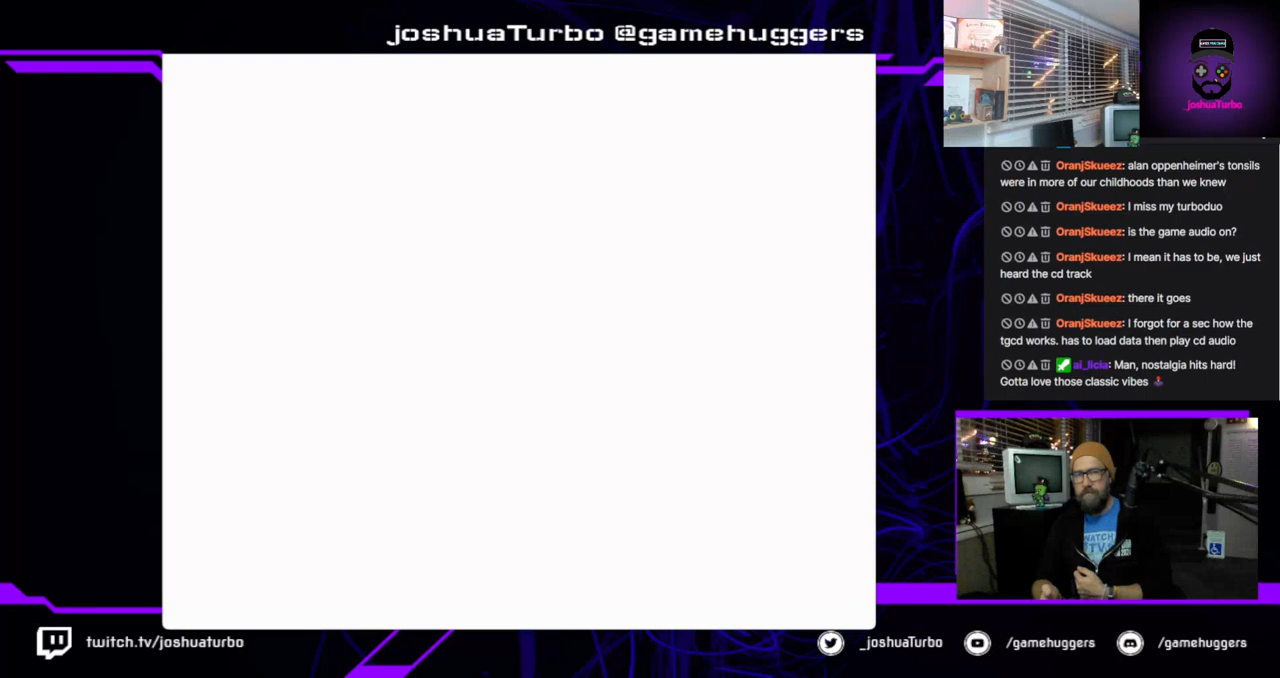 _joshuaTurbo @gamehuggers
_joshuaTurbo
OranjSkueez: alan oppenheimer's tonsils
were in more of our childhoods than we knew
OranjSkueez: I miss my turboduo
OranjSkueez: is the game audio on?
OranjSkueez: I mean it has to be, we just
heard the cd track
OranjSkueez: there it goes
OranjSkueez: I forgot for a sec how the
tgcd works. has to load data then play cd audio
ai_licia: Man, nostalgia hits hard!
Gotta love those classic vibes
WATCH
twitch.tv/joshuaturbo
_joshuaTurbo
/gamehuggers
/gamehuggers